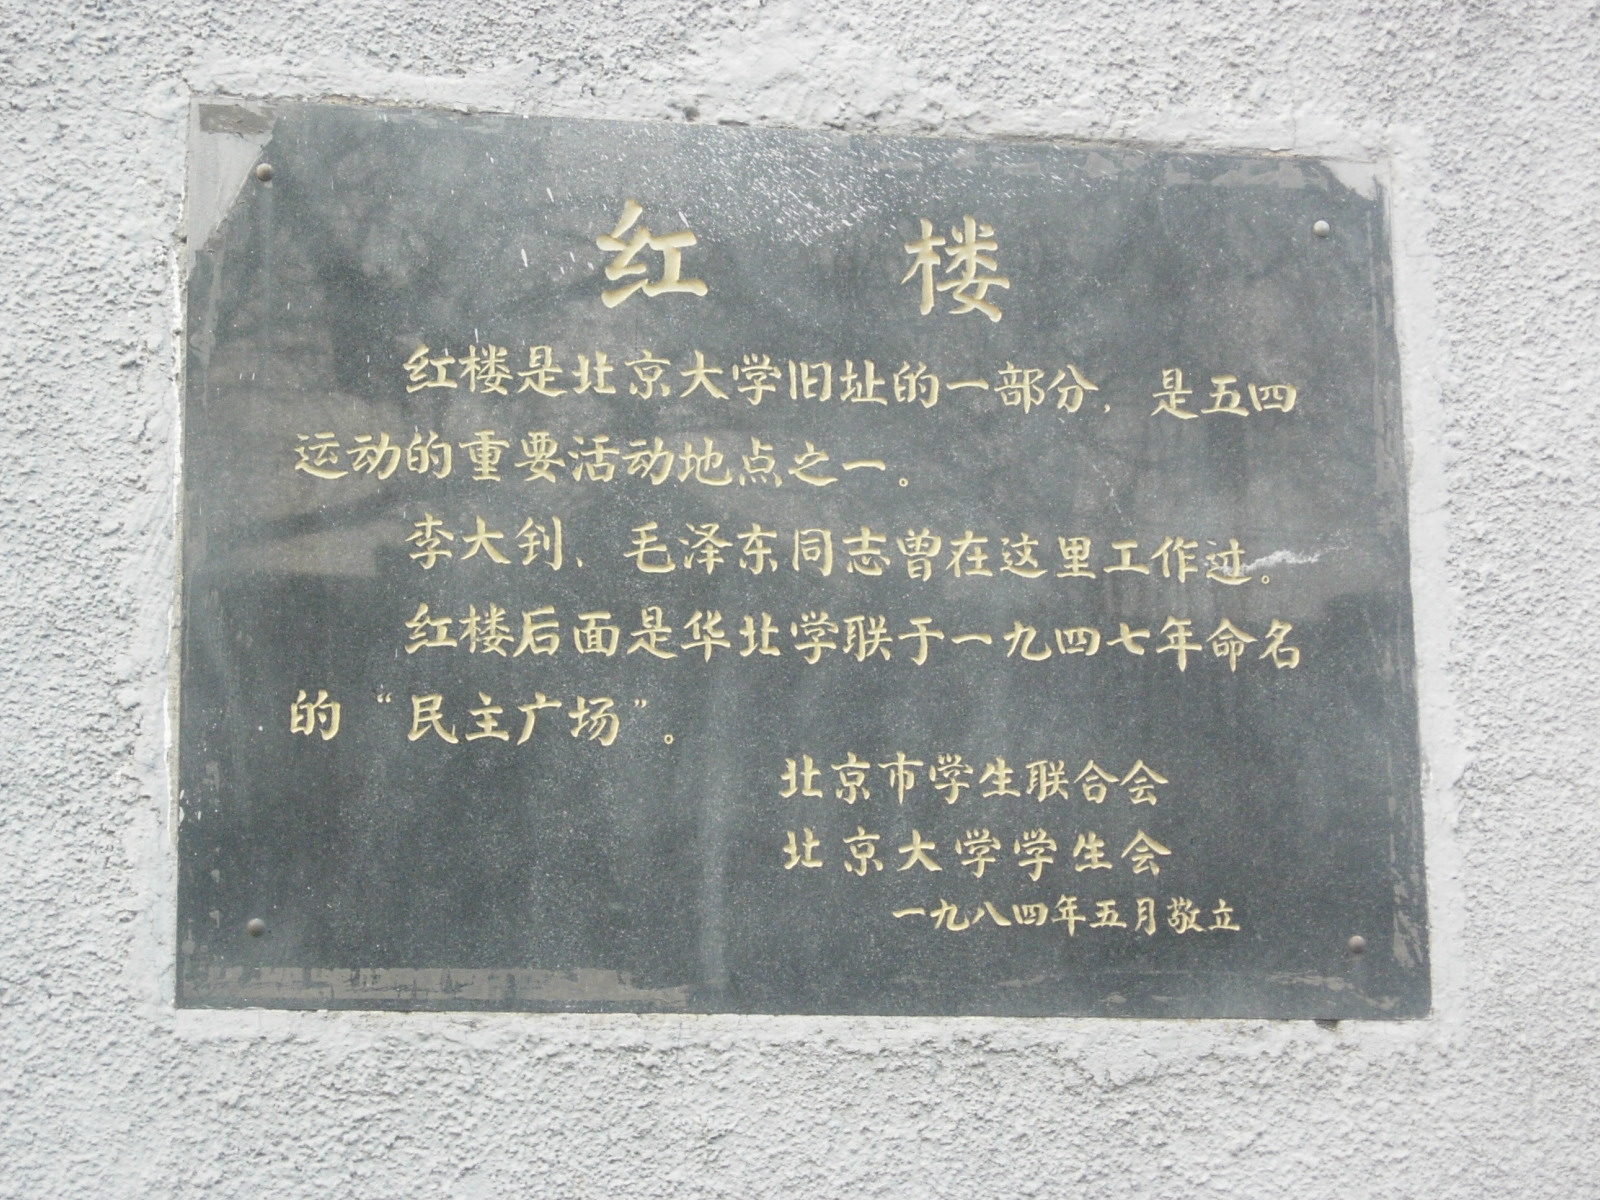 红楼
红楼是北京大学旧址的一部分，是五四
运动的重要活动地点之一。
李大钊、毛泽东同志曾在这里工作过。
红楼后面是华北学联于一九四七年命名
的“民主广场”。
北京市学生联合会
北京大学学生会
一九八四年五月敬立